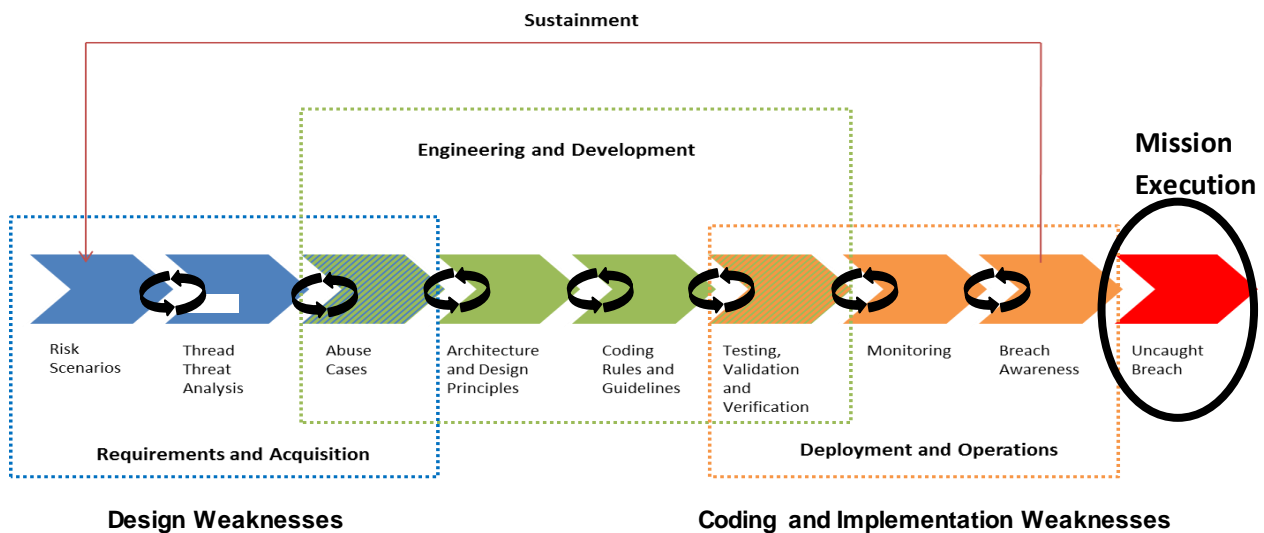 Sustainment
Engineering and Development
Mission
Execution
Risk
Scenarios
Thread
Threat
Analysis
Abuse
Cases
Architecture
and Design
Principles
Coding
Rules and
Guidelines
Testing,
Validation
and
Verification
Monitoring
Breach
Awareness
Uncaught
Breach
Requirements and Acquisition
Deployment and Operations
Design Weaknesses
Coding and Implementation Weaknesses